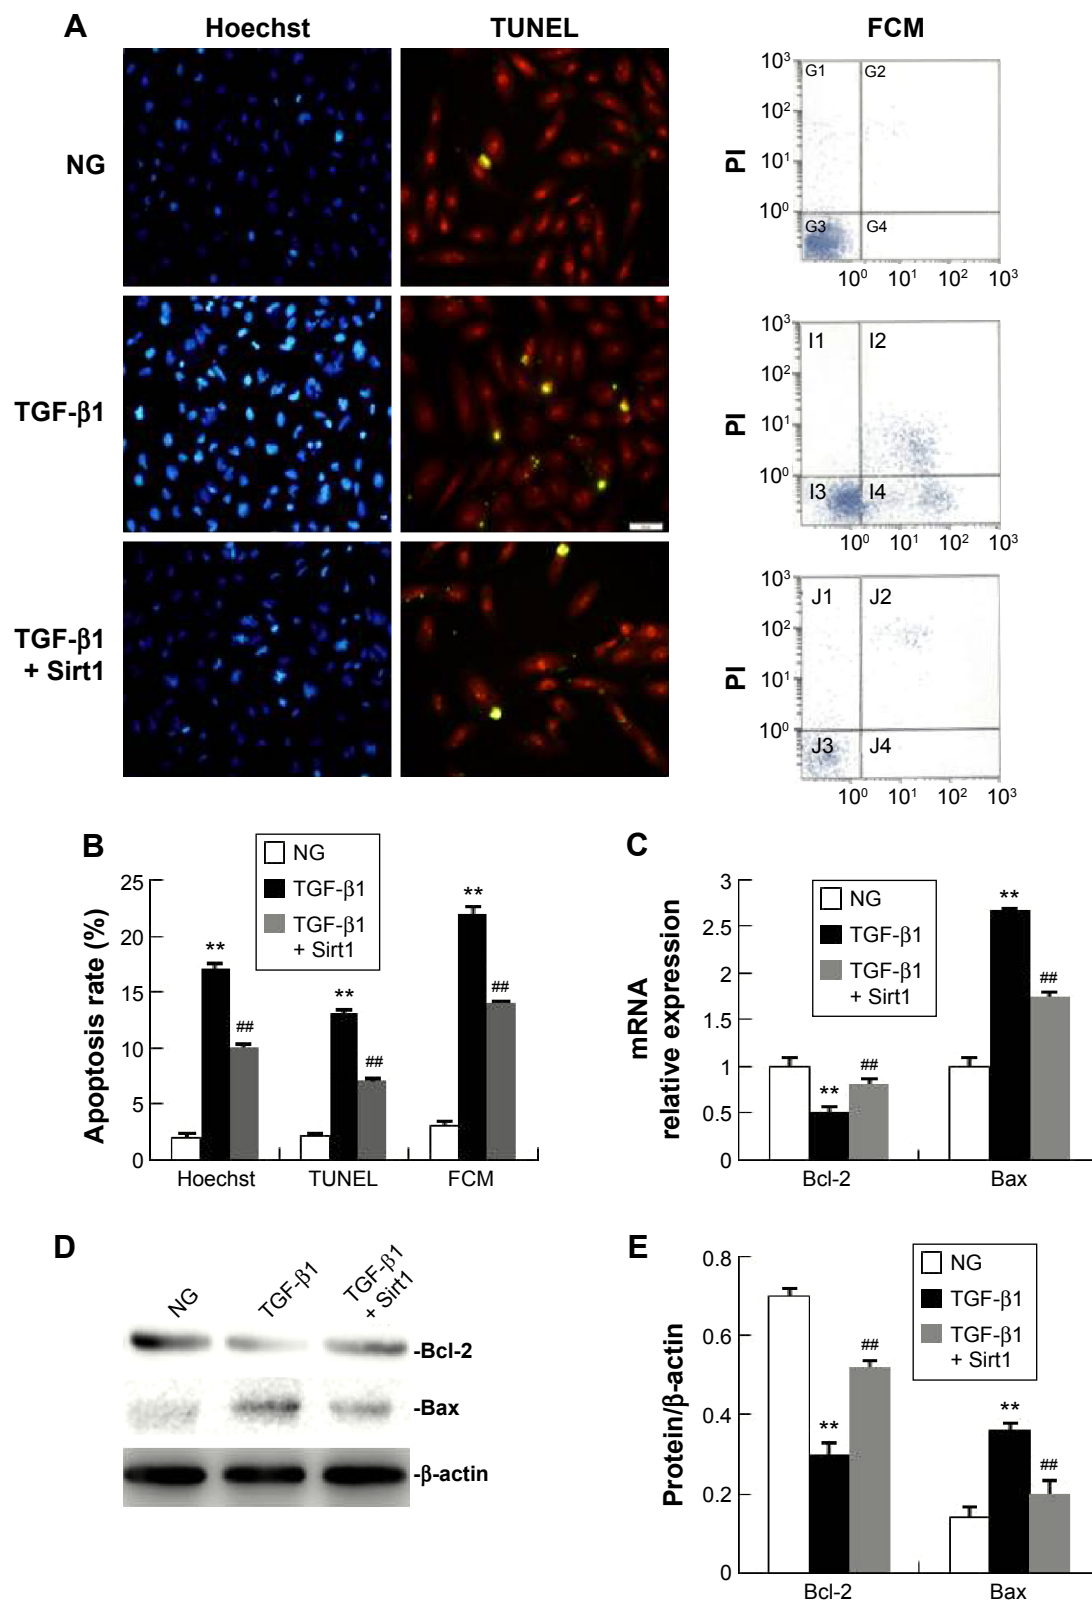 A
Hoechst
TUNEL
FCM
NG
TGF-β1
TGF-β1
+ Sirt1
PI
10³
10²
10¹
10⁰
G1
G2
G3
G4
10⁰ 10¹ 10² 10³
PI
10³
10²
10¹
10⁰
I1
I2
I3
I4
10⁰ 10¹ 10² 10³
PI
10³
10²
10¹
10⁰
J1
J2
J3
J4
10⁰ 10¹ 10² 10³
B
NG
TGF-β1
TGF-β1
+ Sirt1
Apoptosis rate (%)
25
20
15
10
5
0
**
##
**
##
**
##
Hoechst
TUNEL
FCM
C
NG
TGF-β1
TGF-β1
+ Sirt1
mRNA
relative expression
3
2.5
2
1.5
1
0.5
0
**
##
**
##
Bcl-2
Bax
D
NG
TGF-β1
TGF-β1
+ Sirt1
-Bcl-2
-Bax
-β-actin
E
NG
TGF-β1
TGF-β1
+ Sirt1
Protein/β-actin
0.8
0.6
0.4
0.2
0
**
##
**
##
Bcl-2
Bax